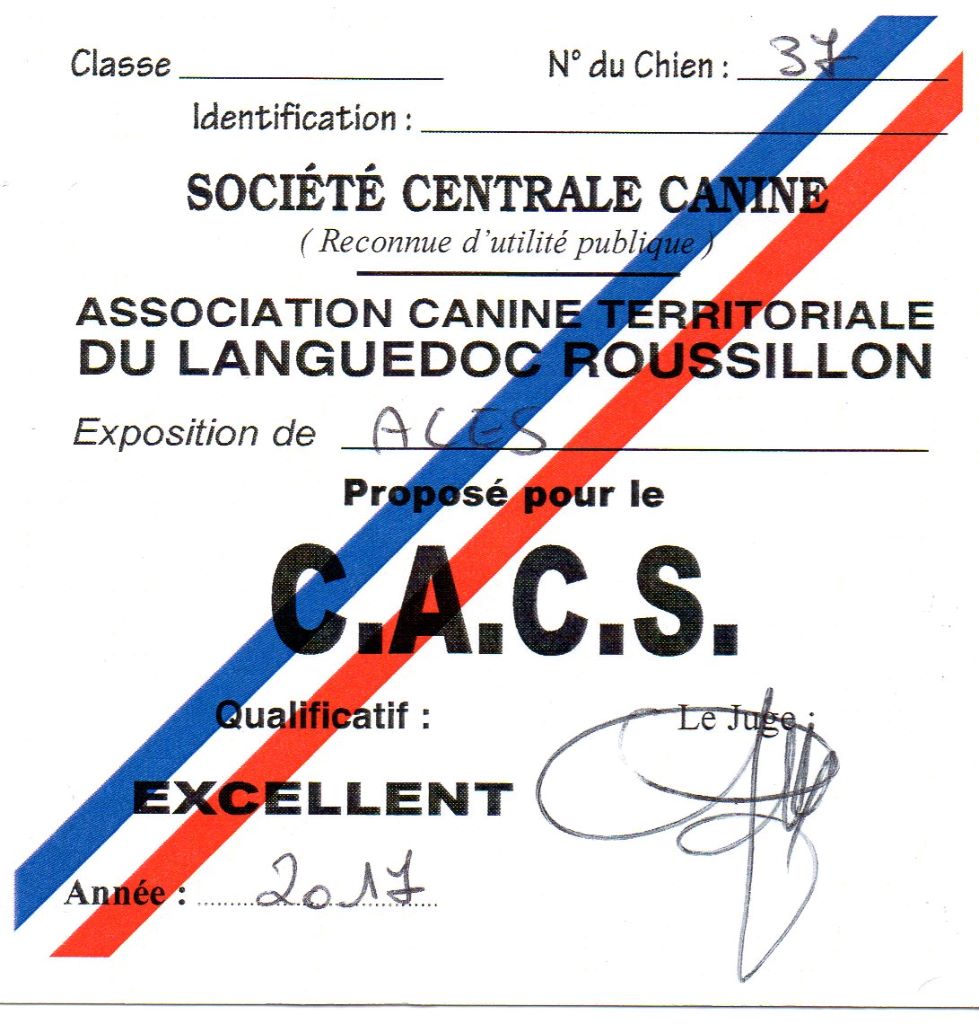 Classe N° du Chien : 37
Identification :
SOCIÉTÉ CENTRALE CANINE
( Reconnue d'utilité publique )
ASSOCIATION CANINE TERRITORIALE
DU LANGUEDOC ROUSSILLON
Exposition de ALES
Proposé pour le
C.A.C.S.
Qualificatif : Le Juge :
EXCELLENT
Année : 2017